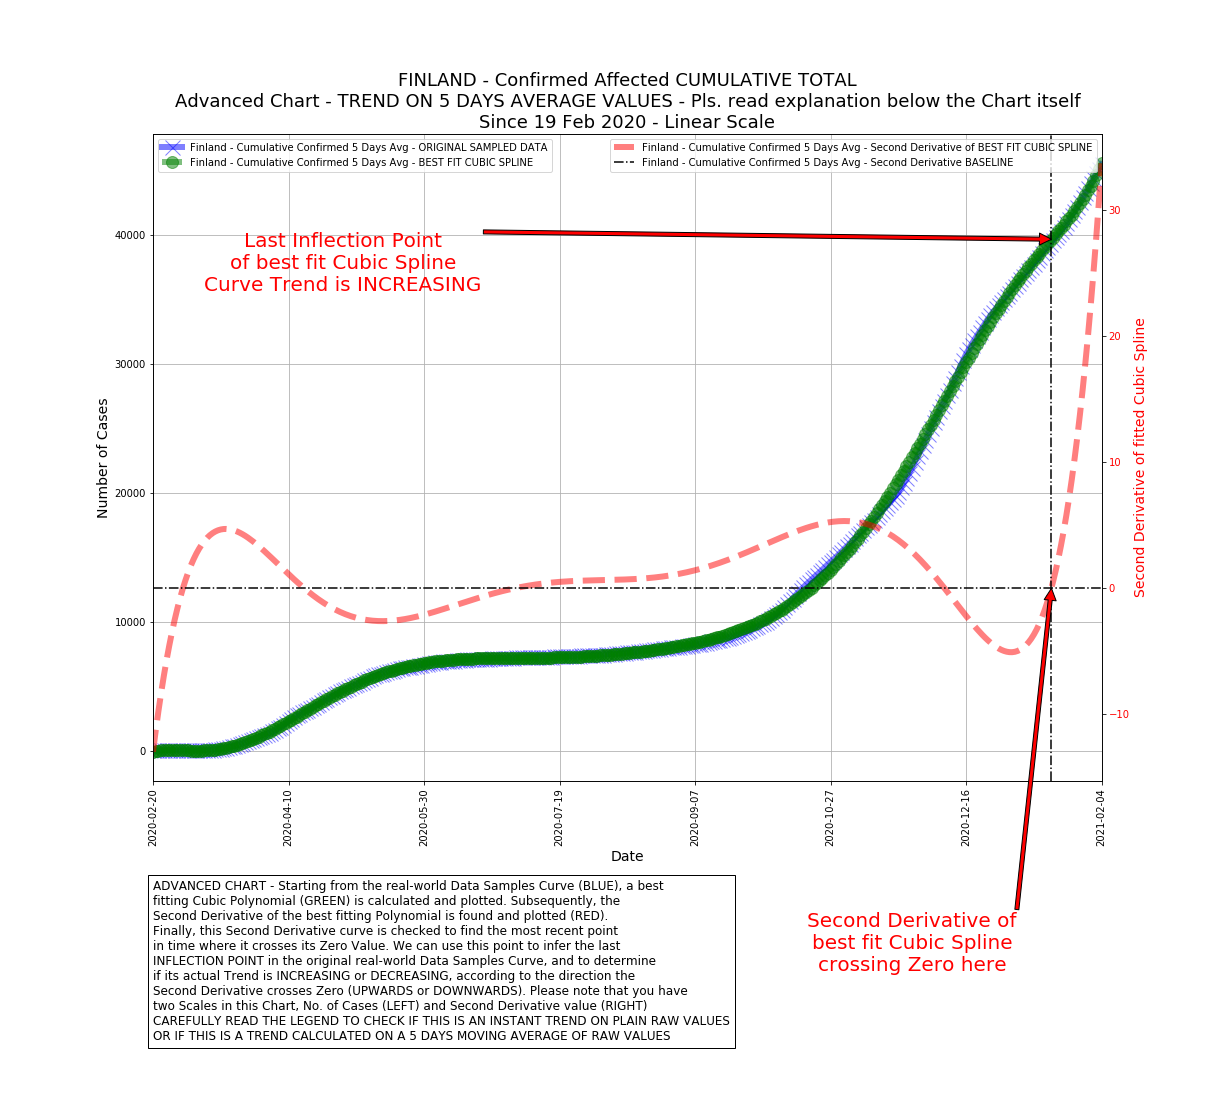 FINLAND - Confirmed Affected CUMULATIVE TOTAL
Advanced Chart - TREND ON 5 DAYS AVERAGE VALUES - Pls. read explanation below the Chart itself
Since 19 Feb 2020 - Linear Scale
Finland - Cumulative Confirmed 5 Days Avg - ORIGINAL SAMPLED DATA
Finland - Cumulative Confirmed 5 Days Avg - BEST FIT CUBIC SPLINE
Finland - Cumulative Confirmed 5 Days Avg - Second Derivative of BEST FIT CUBIC SPLINE
Finland - Cumulative Confirmed 5 Days Avg - Second Derivative BASELINE
Last Inflection Point
of best fit Cubic Spline
Curve Trend is INCREASING
Number of Cases
40000
30000
20000
10000
0
30
20
10
0
−10
Second Derivative of fitted Cubic Spline
2020-02-20
2020-04-10
2020-05-30
2020-07-19
2020-09-07
2020-10-27
2020-12-16
2021-02-04
Date
ADVANCED CHART - Starting from the real-world Data Samples Curve (BLUE), a best
fitting Cubic Polynomial (GREEN) is calculated and plotted. Subsequently, the
Second Derivative of the best fitting Polynomial is found and plotted (RED).
Finally, this Second Derivative curve is checked to find the most recent point
in time where it crosses its Zero Value. We can use this point to infer the last
INFLECTION POINT in the original real-world Data Samples Curve, and to determine
if its actual Trend is INCREASING or DECREASING, according to the direction the
Second Derivative crosses Zero (UPWARDS or DOWNWARDS). Please note that you have
two Scales in this Chart, No. of Cases (LEFT) and Second Derivative value (RIGHT)
CAREFULLY READ THE LEGEND TO CHECK IF THIS IS AN INSTANT TREND ON PLAIN RAW VALUES
OR IF THIS IS A TREND CALCULATED ON A 5 DAYS MOVING AVERAGE OF RAW VALUES
Second Derivative of
best fit Cubic Spline
crossing Zero here